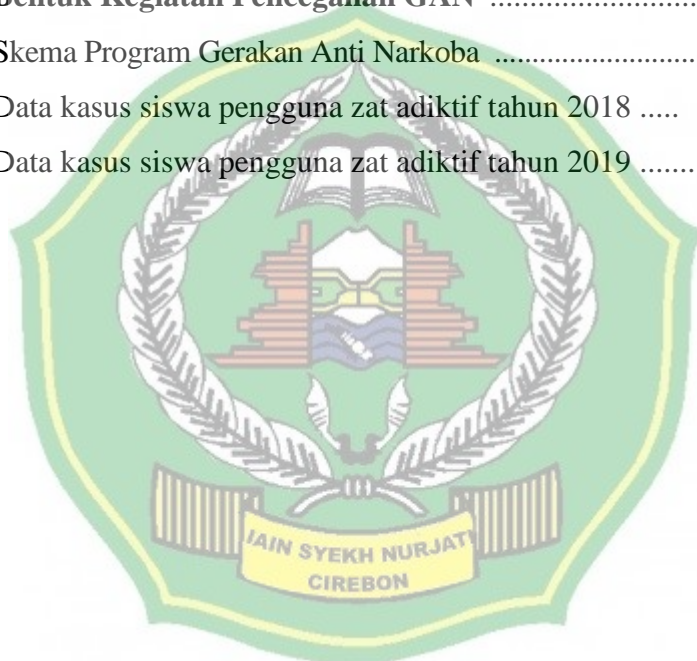 Bentuk Kegiatan Pencegahan GAN ..............................
Skema Program Gerakan Anti Narkoba ..............................
Data kasus siswa pengguna zat adiktif tahun 2018 .....
Data kasus siswa pengguna zat adiktif tahun 2019 .......
IAIN SYEKH NURJATI
CIREBON